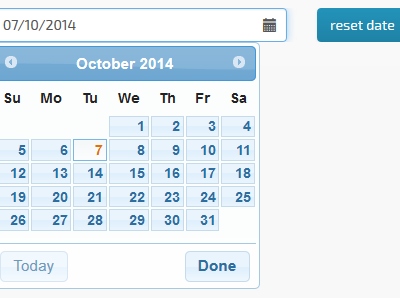 07/10/2014
reset date
October 2014
Su Mo Tu We Th Fr Sa
1 2 3 4
5 6 7 8 9 10 11
12 13 14 15 16 17 18
19 20 21 22 23 24 25
26 27 28 29 30 31
Today Done